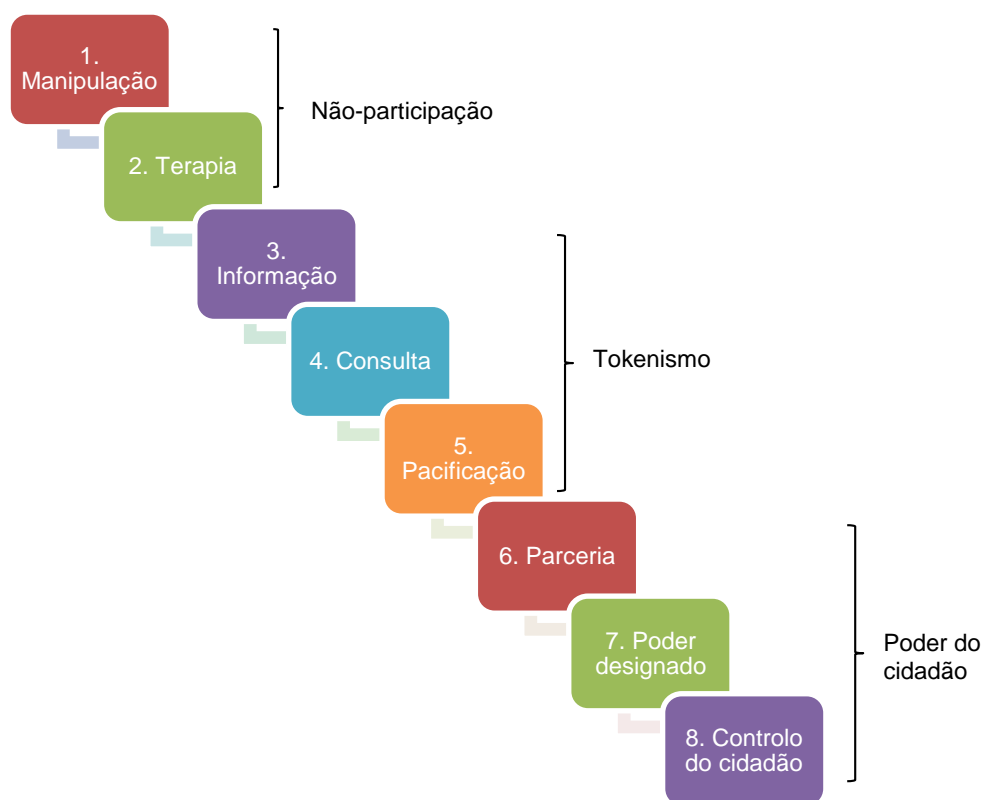 1.
Manipulação
Não-participação
2. Terapia
3.
Informação
4. Consulta
Tokenismo
5.
Pacificação
6. Parceria
7. Poder
designado
Poder do
cidadão
8. Controlo
do cidadão